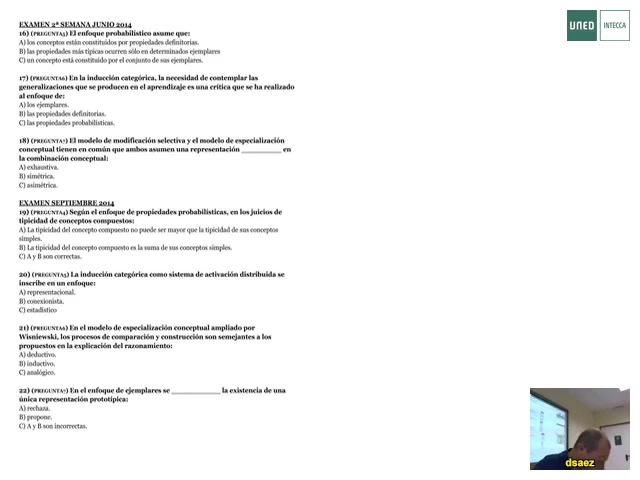 EXAMEN 2ª SEMANA JUNIO 2014
16) (PREGUNTA5) El enfoque probabilístico asume que:
A) los conceptos están constituidos por propiedades definitorias.
B) las propiedades más típicas ocurren sólo en determinados ejemplares
C) un concepto está constituido por el conjunto de sus ejemplares.
17) (PREGUNTA6) En la inducción categórica, la necesidad de contemplar las
generalizaciones que se producen en el aprendizaje es una crítica que se ha realizado
al enfoque de:
A) los ejemplares.
B) las propiedades definitorias.
C) las propiedades probabilísticas.
18) (PREGUNTA7) El modelo de modificación selectiva y el modelo de especialización
conceptual tienen en común que ambos asumen una representación _________ en
la combinación conceptual:
A) exhaustiva.
B) simétrica.
C) asimétrica.
EXAMEN SEPTIEMBRE 2014
19) (PREGUNTA4) Según el enfoque de propiedades probabilísticas, en los juicios de
tipicidad de conceptos compuestos:
A) La tipicidad del concepto compuesto no puede ser mayor que la tipicidad de sus conceptos
simples.
B) La tipicidad del concepto compuesto es la suma de sus conceptos simples.
C) A y B son correctas.
20) (PREGUNTA5) La inducción categórica como sistema de activación distribuida se
inscribe en un enfoque:
A) representacional.
B) conexionista.
C) estadístico
21) (PREGUNTA6) En el modelo de especialización conceptual ampliado por
Wisniewski, los procesos de comparación y construcción son semejantes a los
propuestos en la explicación del razonamiento:
A) deductivo.
B) inductivo.
C) analógico.
22) (PREGUNTA7) En el enfoque de ejemplares se ___________ la existencia de una
única representación prototípica:
A) rechaza.
B) propone.
C) A y B son incorrectas.
UNED INTECCA
dsaez